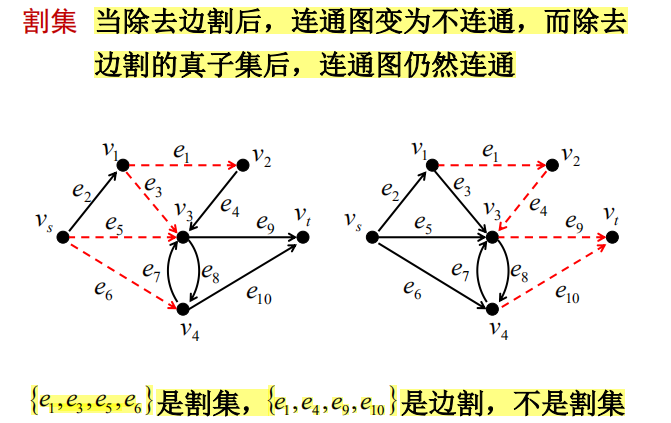 割集 当除去边割后，连通图变为不连通，而除去
边割的真子集后，连通图仍然连通
v₁ e₁ v₂ v₁ e₁ v₂
e₂ e₃ e₄ e₂ e₃ e₄
vₛ e₅ v₃ e₉ vₜ vₛ e₅ v₃ e₉ vₜ
e₆ e₇ e₈ e₁₀ e₆ e₇ e₈ e₁₀
v₄ v₄
{e₁,e₃,e₅,e₆}是割集，{e₁,e₄,e₉,e₁₀}是边割，不是割集